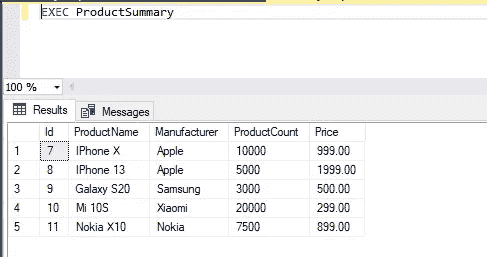 EXEC ProductSummary
100 %
Results Messages
Id ProductName Manufacturer ProductCount Price
1 7 IPhone X Apple 10000 999.00
2 8 IPhone 13 Apple 5000 1999.00
3 9 Galaxy S20 Samsung 3000 500.00
4 10 Mi 10S Xiaomi 20000 299.00
5 11 Nokia X10 Nokia 7500 899.00